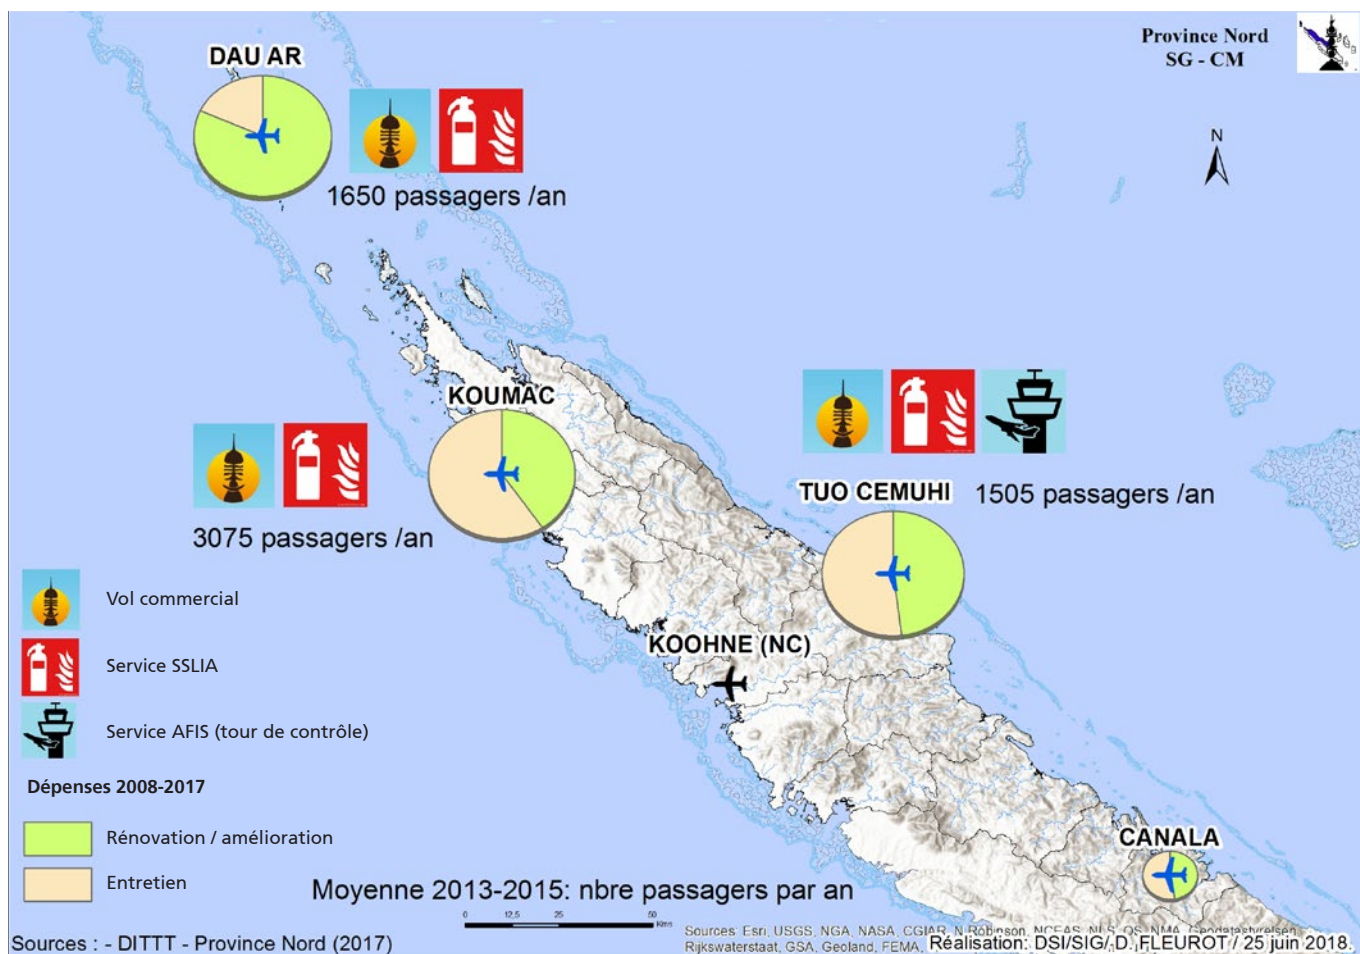 Province Nord
SG - CM
N
DAU AR
1650 passagers /an
KOUMAC
3075 passagers /an
TUO CEMUHI
1505 passagers /an
KOOHNE (NC)
CANALA
Vol commercial
Service SSLIA
Service AFIS (tour de contrôle)
Dépenses 2008-2017
Rénovation / amélioration
Entretien
Moyenne 2013-2015: nbre passagers par an
0 12,5 25 50
Kms
Sources : - DITTT - Province Nord (2017)
Sources: Esri, USGS, NGA, NASA, CGIAR, N Robinson, NCEAS, NLS, OS, NMA, Geodatastyrelsen,
Rijkswaterstaat, GSA, Geoland, FEMA,
Réalisation: DSI/SIG/ D. FLEUROT / 25 juin 2018.